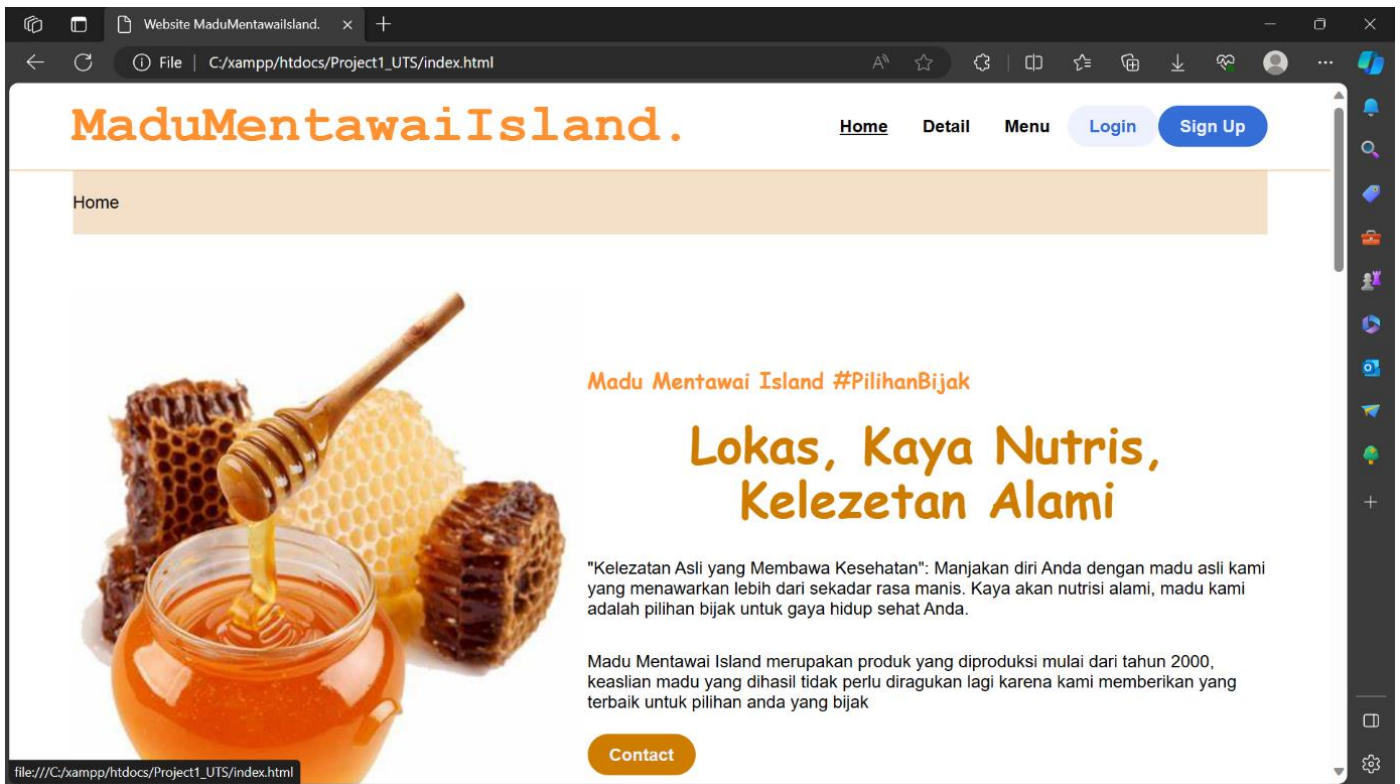 Website MaduMentawaiIsland.
File | C:/xampp/htdocs/Project1_UTS/index.html
MaduMentawaiIsland.
Home Detail Menu Login Sign Up
Home
Madu Mentawai Island #PilihanBijak
Lokas, Kaya Nutris,
Kelezetan Alami
"Kelezatan Asli yang Membawa Kesehatan": Manjakan diri Anda dengan madu asli kami
yang menawarkan lebih dari sekadar rasa manis. Kaya akan nutrisi alami, madu kami
adalah pilihan bijak untuk gaya hidup sehat Anda.
Madu Mentawai Island merupakan produk yang diproduksi mulai dari tahun 2000,
keaslian madu yang dihasil tidak perlu diragukan lagi karena kami memberikan yang
terbaik untuk pilihan anda yang bijak
Contact
file:///C:/xampp/htdocs/Project1_UTS/index.html